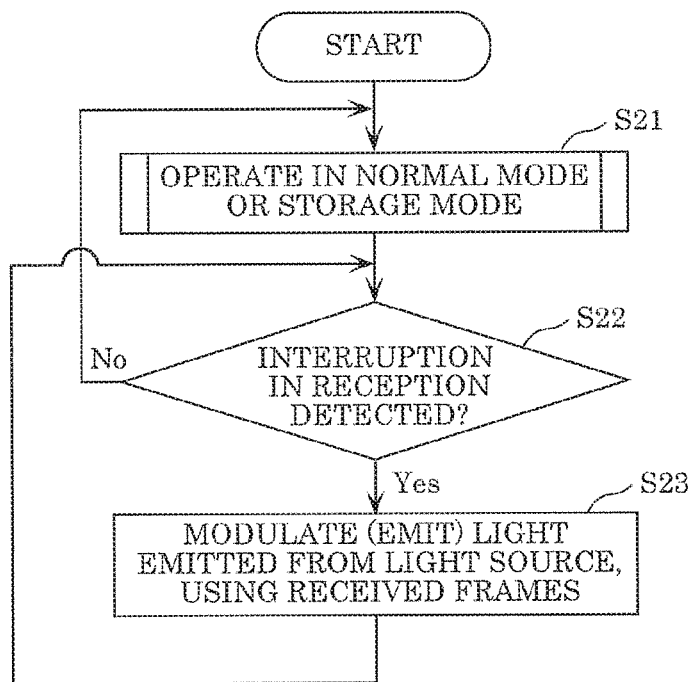 START
S21
OPERATE IN NORMAL MODE
OR STORAGE MODE
S22
No
INTERRUPTION
IN RECEPTION
DETECTED?
Yes
S23
MODULATE (EMIT) LIGHT
EMITTED FROM LIGHT SOURCE,
USING RECEIVED FRAMES